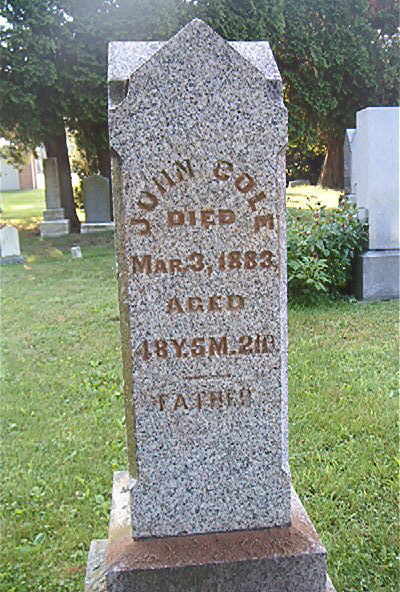 JOHN COLE
DIED
MAR. 3, 1883.
AGED
48Y. 5M. 21D.
FATHER